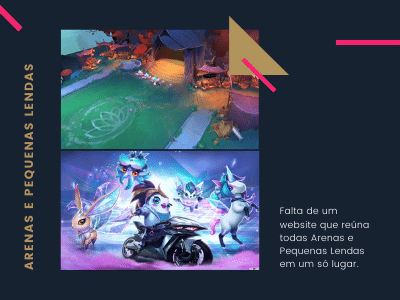 ARENAS E PEQUENAS LENDAS
Falta de um
website que reúna
todas Arenas e
Pequenas Lendas
em um só lugar.